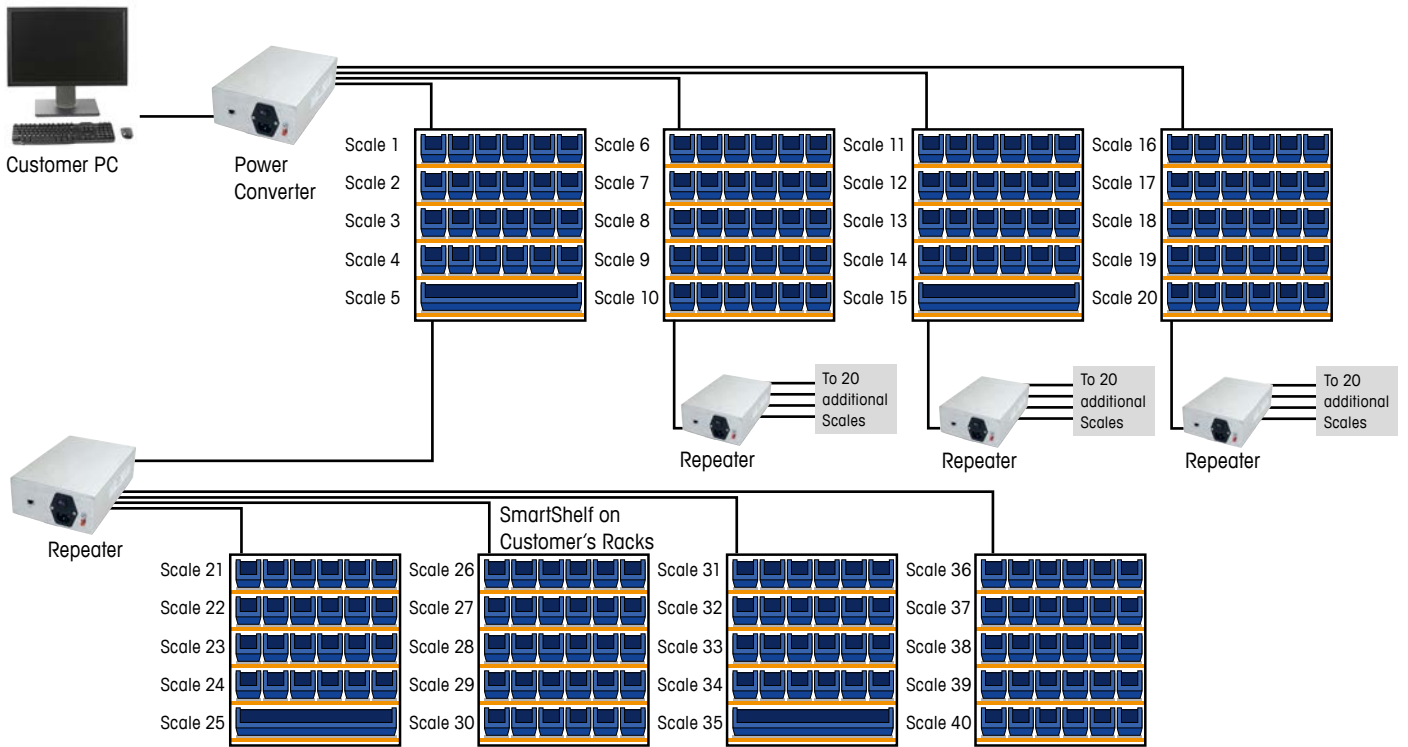 Customer PC
Power
Converter
Scale 1
Scale 2
Scale 3
Scale 4
Scale 5
Scale 6
Scale 7
Scale 8
Scale 9
Scale 10
Scale 11
Scale 12
Scale 13
Scale 14
Scale 15
Scale 16
Scale 17
Scale 18
Scale 19
Scale 20
To 20
additional
Scales
Repeater
To 20
additional
Scales
Repeater
To 20
additional
Scales
Repeater
Repeater
SmartShelf on
Customer's Racks
Scale 21
Scale 22
Scale 23
Scale 24
Scale 25
Scale 26
Scale 27
Scale 28
Scale 29
Scale 30
Scale 31
Scale 32
Scale 33
Scale 34
Scale 35
Scale 36
Scale 37
Scale 38
Scale 39
Scale 40